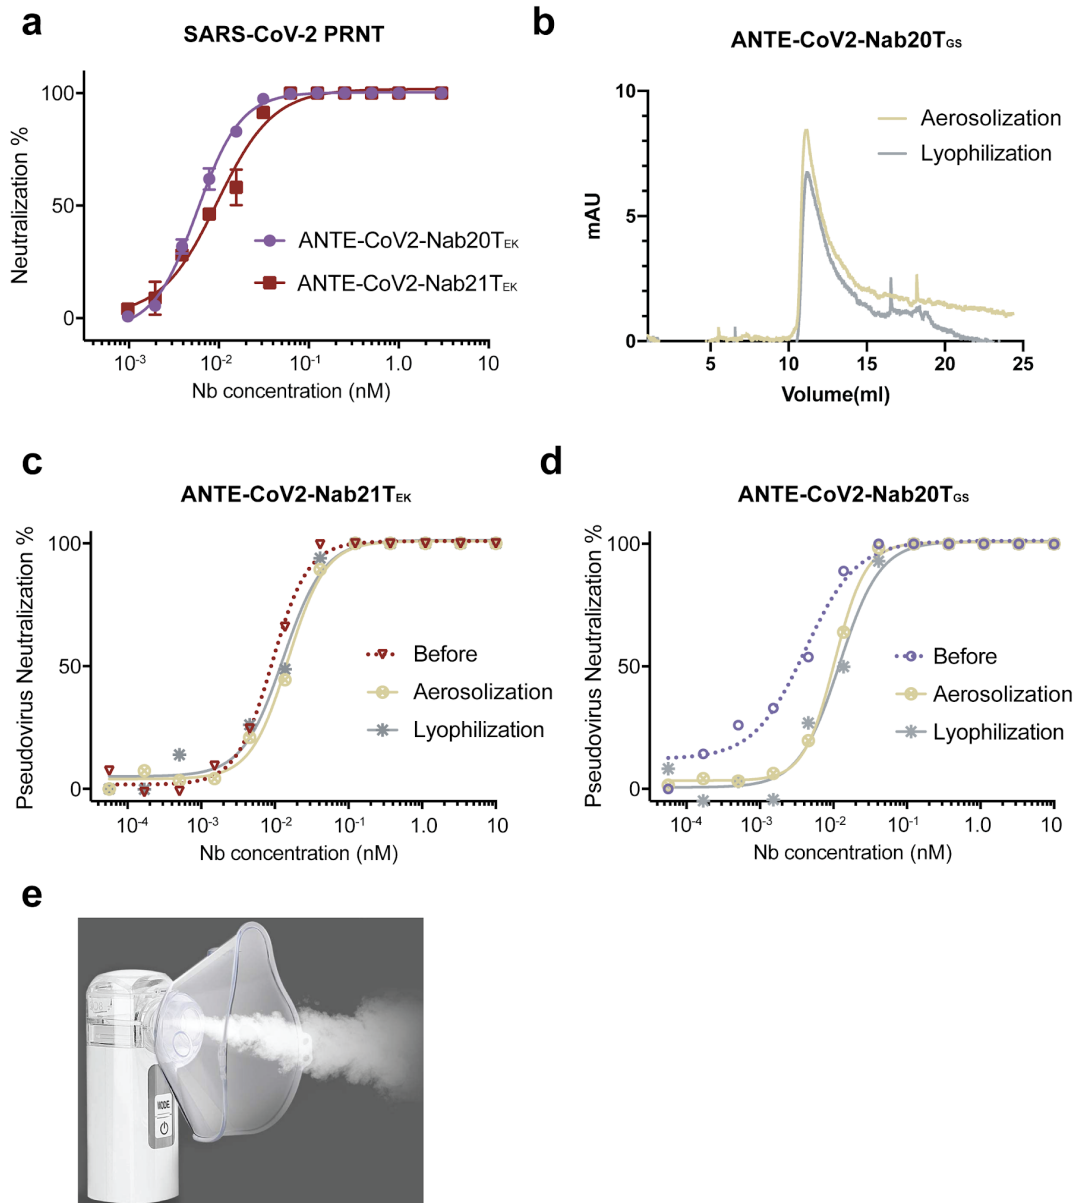 a
SARS-CoV-2 PRNT
Neutralization %
100
50
0
ANTE-CoV2-Nab20TEK
ANTE-CoV2-Nab21TEK
10-3
10-2
10-1
1.0
10
Nb concentration (nM)
b
ANTE-CoV2-Nab20TGS
mAU
10
5
0
Aerosolization
Lyophilization
5
10
15
20
25
Volume(ml)
c
ANTE-CoV2-Nab21TEK
Pseudovirus Neutralization %
100
50
0
Before
Aerosolization
Lyophilization
10-4
10-3
10-2
10-1
1.0
10
Nb concentration (nM)
d
ANTE-CoV2-Nab20TGS
Pseudovirus Neutralization %
100
50
0
Before
Aerosolization
Lyophilization
10-4
10-3
10-2
10-1
1.0
10
Nb concentration (nM)
e
MODE